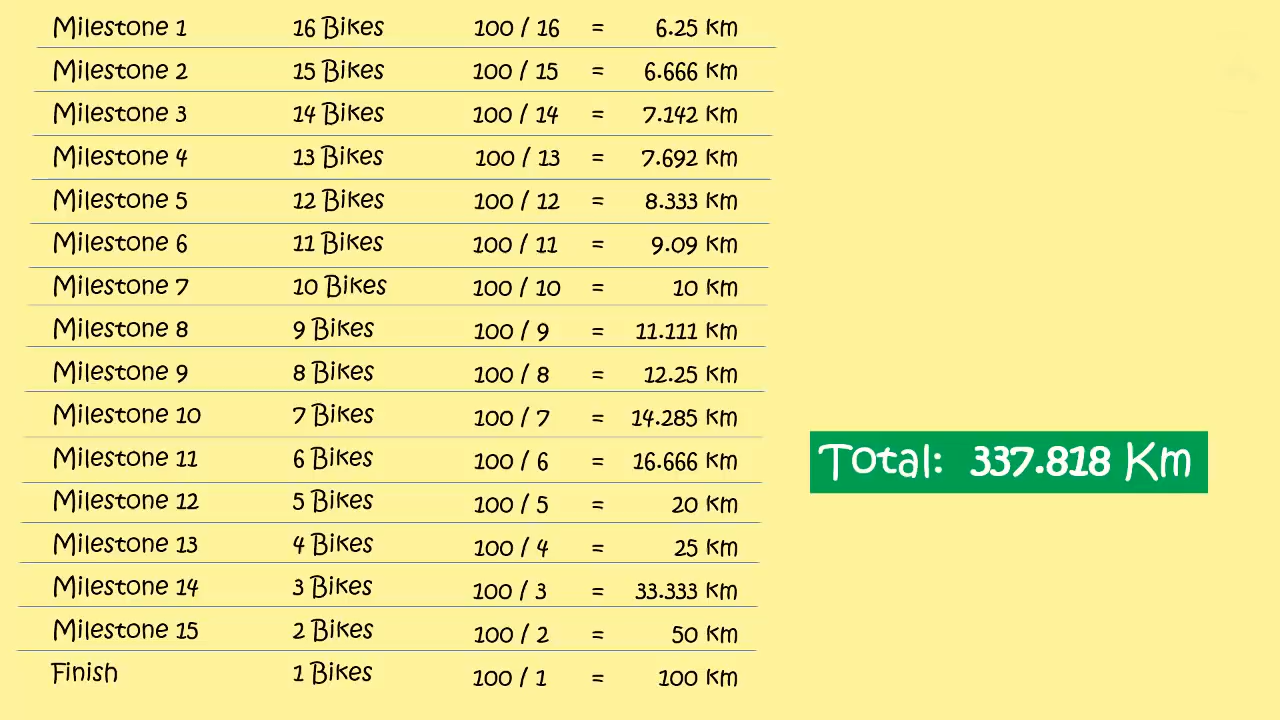 Milestone 1 16 Bikes 100 / 16 = 6.25 km
Milestone 2 15 Bikes 100 / 15 = 6.666 km
Milestone 3 14 Bikes 100 / 14 = 7.142 km
Milestone 4 13 Bikes 100 / 13 = 7.692 km
Milestone 5 12 Bikes 100 / 12 = 8.333 km
Milestone 6 11 Bikes 100 / 11 = 9.09 km
Milestone 7 10 Bikes 100 / 10 = 10 km
Milestone 8 9 Bikes 100 / 9 = 11.111 km
Milestone 9 8 Bikes 100 / 8 = 12.25 km
Milestone 10 7 Bikes 100 / 7 = 14.285 km
Milestone 11 6 Bikes 100 / 6 = 16.666 km
Milestone 12 5 Bikes 100 / 5 = 20 km
Milestone 13 4 Bikes 100 / 4 = 25 km
Milestone 14 3 Bikes 100 / 3 = 33.333 km
Milestone 15 2 Bikes 100 / 2 = 50 km
Finish 1 Bikes 100 / 1 = 100 km
Total: 337.818 Km